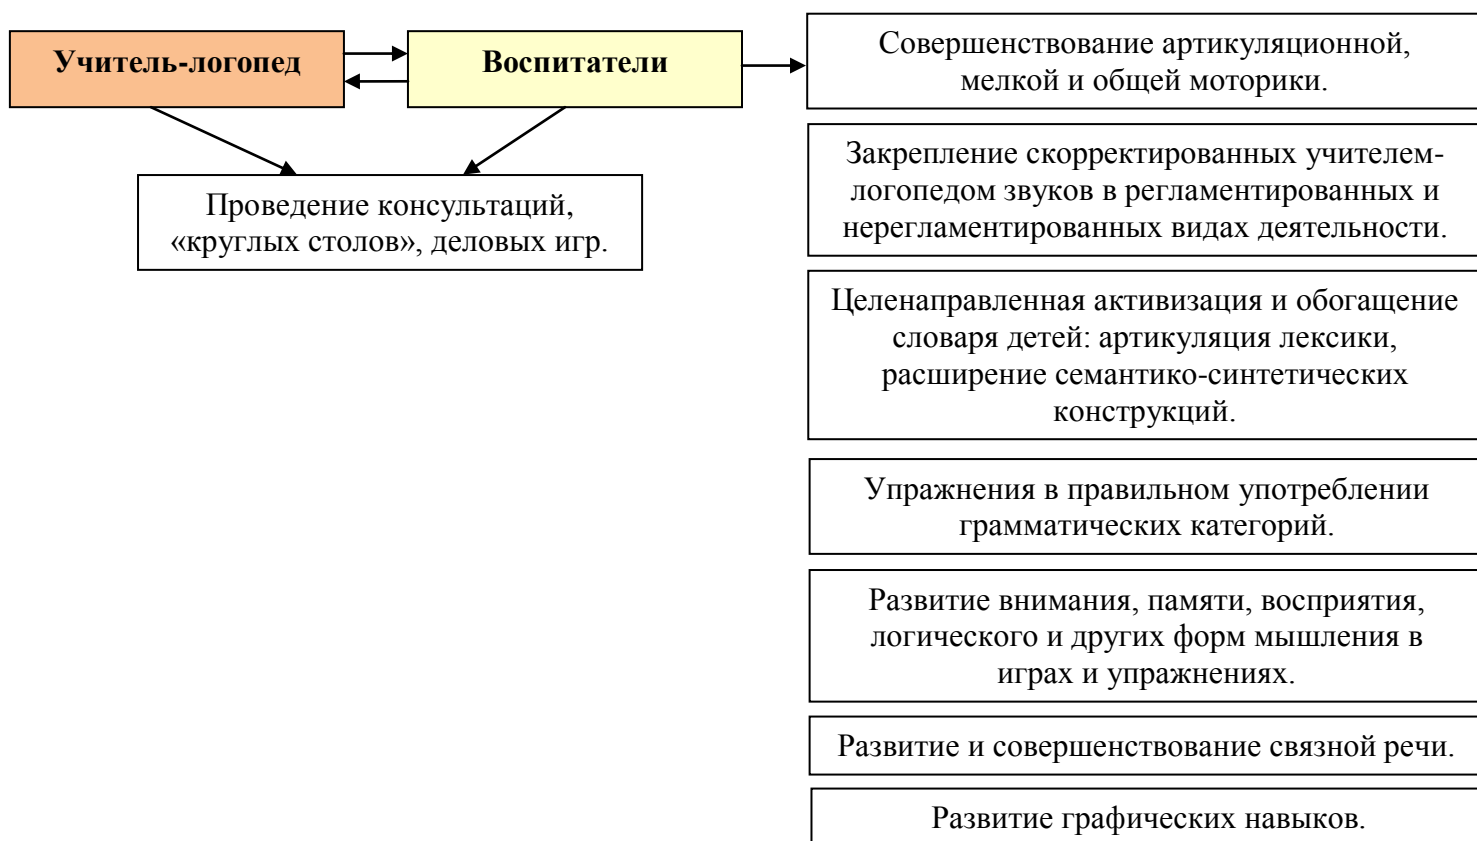 Учитель-логопед
Воспитатели
Совершенствование артикуляционной,
мелкой и общей моторики.
Проведение консультаций,
«круглых столов», деловых игр.
Закрепление скорректированных учителем-
логопедом звуков в регламентированных и
нерегламентированных видах деятельности.
Целенаправленная активизация и обогащение
словаря детей: артикуляция лексики,
расширение семантико-синтетических
конструкций.
Упражнения в правильном употреблении
грамматических категорий.
Развитие внимания, памяти, восприятия,
логического и других форм мышления в
играх и упражнениях.
Развитие и совершенствование связной речи.
Развитие графических навыков.